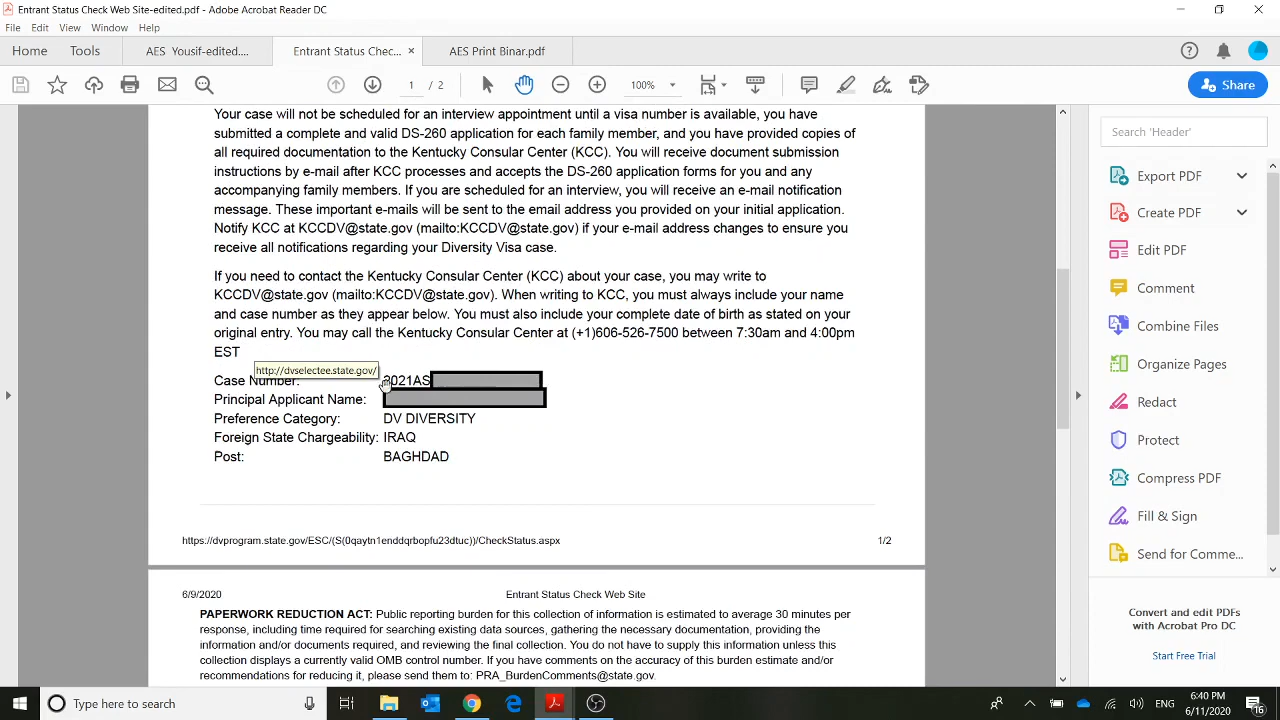 Entrant Status Check Web Site-edited.pdf - Adobe Acrobat Reader DC
File Edit View Window Help
Home Tools AES Yousif-edited.... Entrant Status Chec... × AES Print Binar.pdf
1 / 2 100% Share
Your case will not be scheduled for an interview appointment until a visa number is available, you have
submitted a complete and valid DS-260 application for each family member, and you have provided copies of
all required documentation to the Kentucky Consular Center (KCC). You will receive document submission
instructions by e-mail after KCC processes and accepts the DS-260 application forms for you and any
accompanying family members. If you are scheduled for an interview, you will receive an e-mail notification
message. These important e-mails will be sent to the email address you provided on your initial application.
Notify KCC at KCCDV@state.gov (mailto:KCCDV@state.gov) if your e-mail address changes to ensure you
receive all notifications regarding your Diversity Visa case.
If you need to contact the Kentucky Consular Center (KCC) about your case, you may write to
KCCDV@state.gov (mailto:KCCDV@state.gov). When writing to KCC, you must always include your name
and case number as they appear below. You must also include your complete date of birth as stated on your
original entry. You may call the Kentucky Consular Center at (+1)606-526-7500 between 7:30am and 4:00pm
EST
http://dvselectee.state.gov/
Case Number: 2021AS
Principal Applicant Name:
Preference Category: DV DIVERSITY
Foreign State Chargeability: IRAQ
Post: BAGHDAD
https://dvprogram.state.gov/ESC/(S(0qaytn1enddqrbopfu23dtuc))/CheckStatus.aspx 1/2
6/9/2020 Entrant Status Check Web Site
PAPERWORK REDUCTION ACT: Public reporting burden for this collection of information is estimated to average 30 minutes per
response, including time required for searching existing data sources, gathering the necessary documentation, providing the
information and/or documents required, and reviewing the final collection. You do not have to supply this information unless this
collection displays a currently valid OMB control number. If you have comments on the accuracy of this burden estimate and/or
recommendations for reducing it, please send them to: PRA_BurdenComments@state.gov.
Search 'Header'
Export PDF
Create PDF
Edit PDF
Comment
Combine Files
Organize Pages
Redact
Protect
Compress PDF
Fill & Sign
Send for Comme...
Convert and edit PDFs
with Acrobat Pro DC
Start Free Trial
Type here to search
6:40 PM
6/11/2020
16